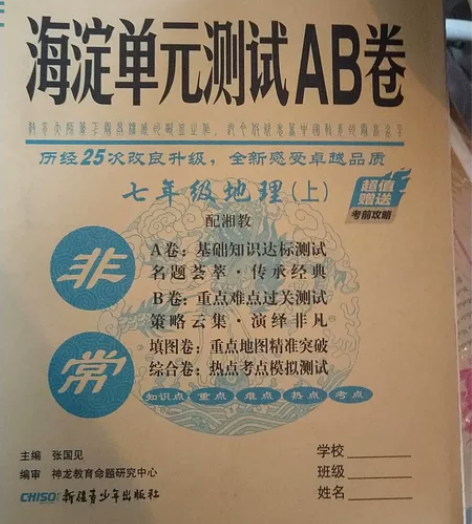 海淀单元测试AB卷
历经25次改良升级，全新感受卓越品质
七年级地理(上)
超值
赠送
考前攻略
配湘教
非
常
A卷：基础知识达标测试
名题荟萃·传承经典
B卷：重点难点过关测试
策略云集·演绎非凡
填图卷：重点地图精准突破
综合卷：热点考点模拟测试
知识点 重点 难点 热点 考点
主编 张国见
编审 神龙教育命题研究中心
CHISO 新疆青少年出版社
学校
班级
姓名